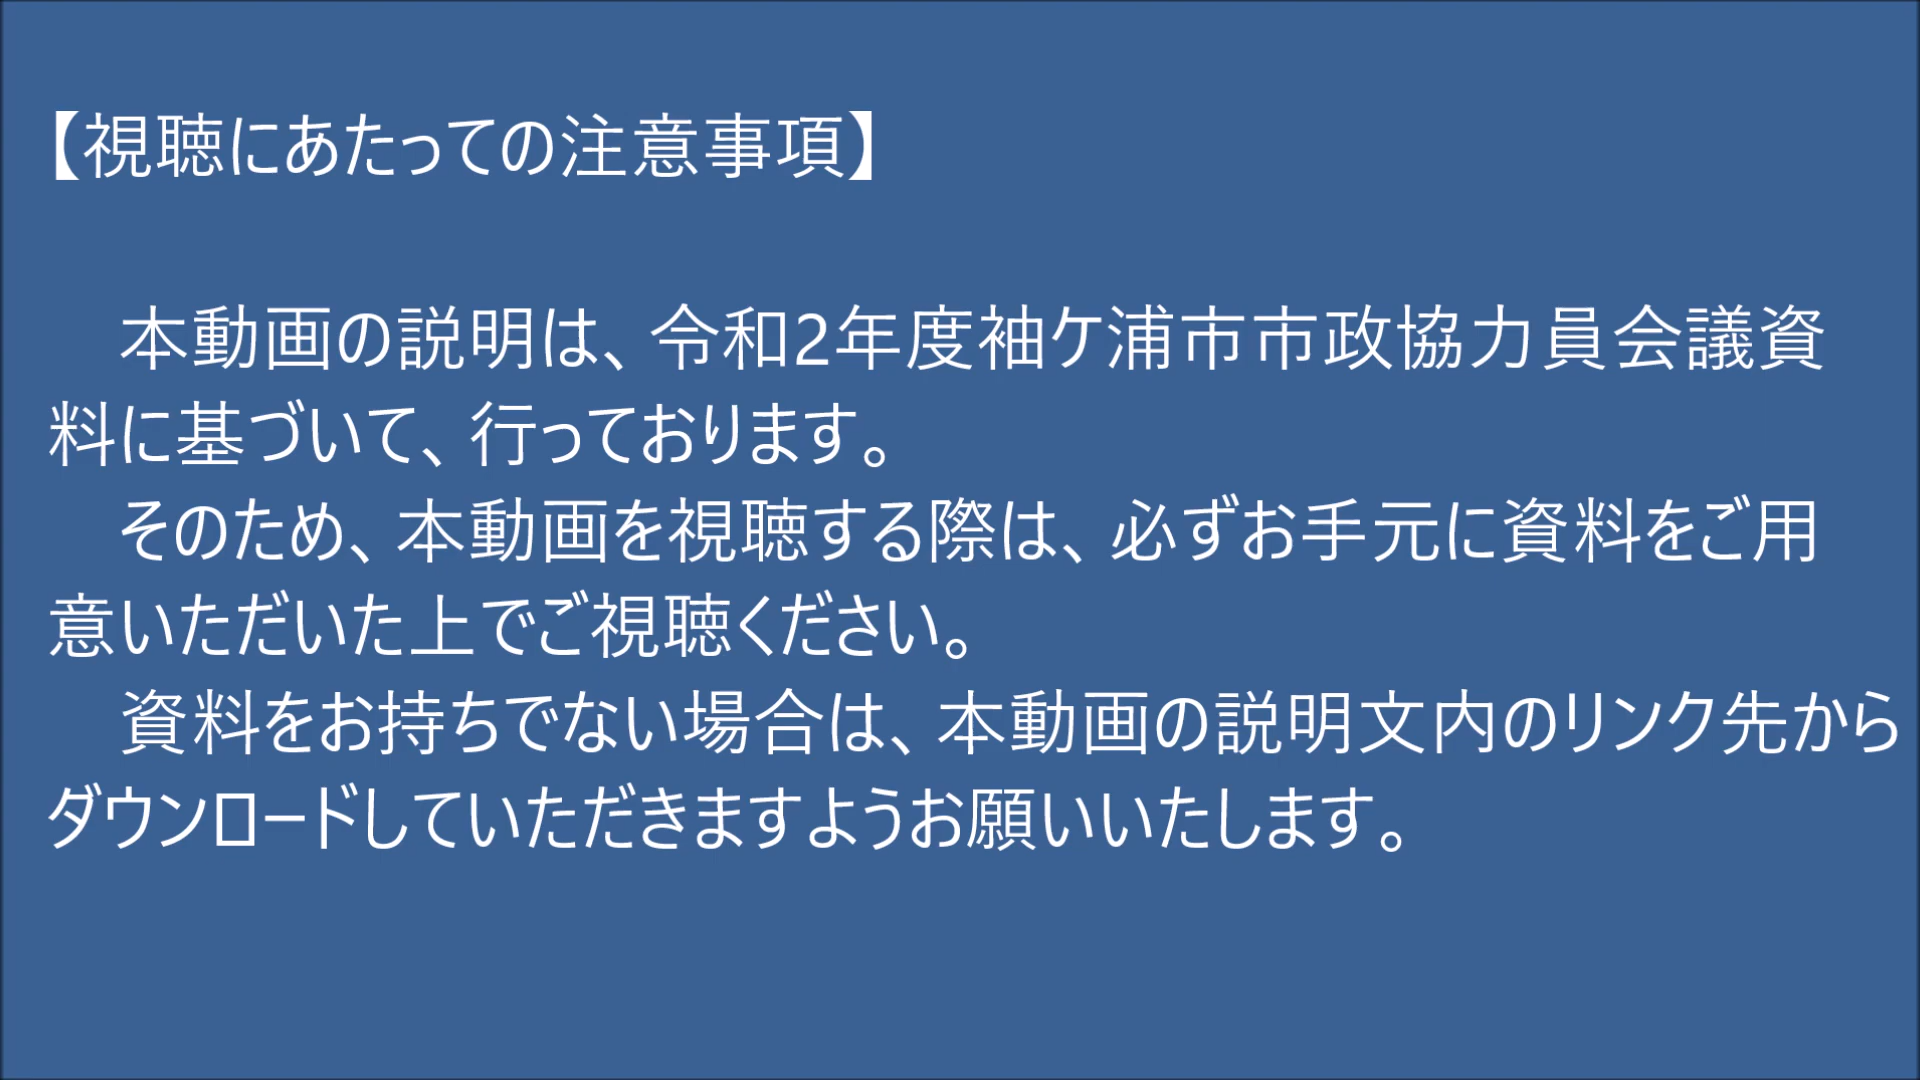 【視聴にあたっての注意事項】
本動画の説明は、令和2年度袖ケ浦市市政協力員会議資
料に基づいて、行っております。
そのため、本動画を視聴する際は、必ずお手元に資料をご用
意いただいた上でご視聴ください。
資料をお持ちでない場合は、本動画の説明文内のリンク先から
ダウンロードしていただきますようお願いいたします。